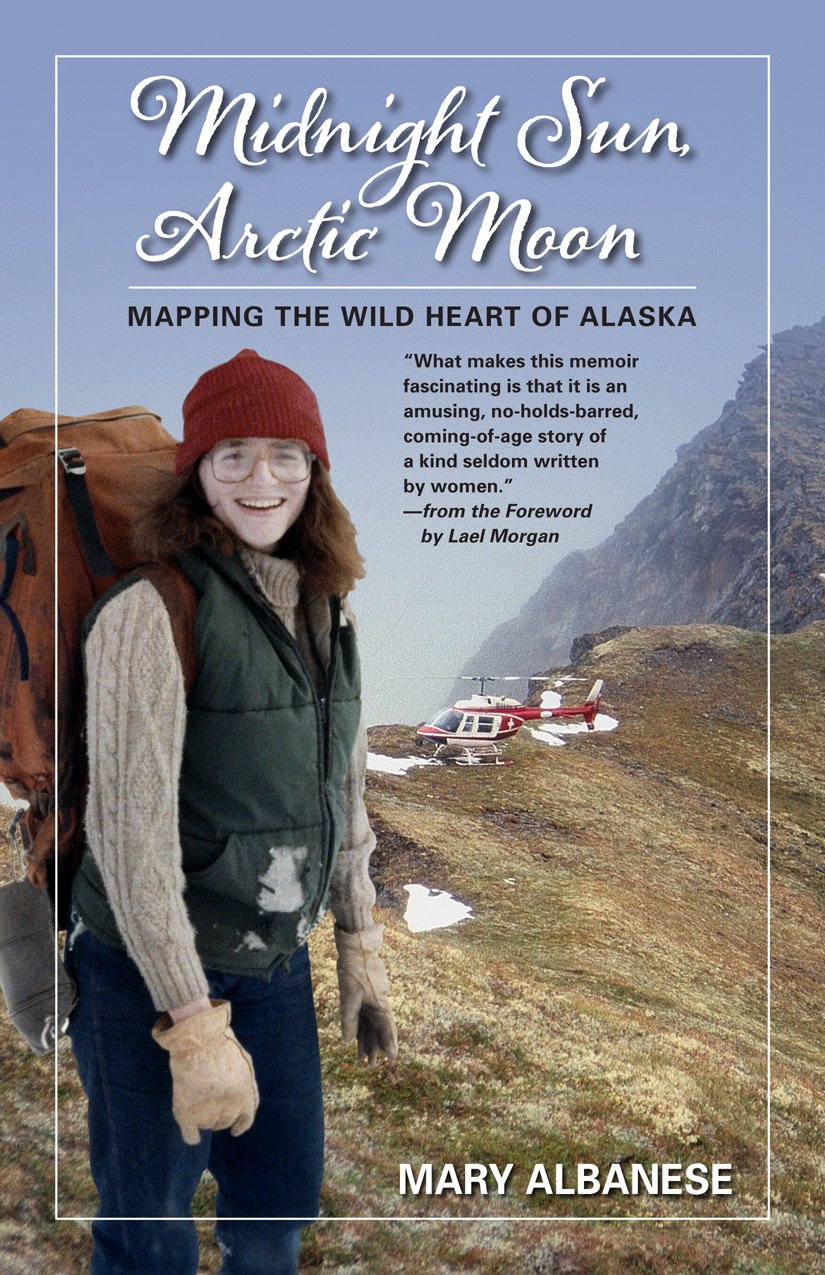 Midnight Sun,
Arctic Moon
MAPPING THE WILD HEART OF ALASKA
“What makes this memoir
fascinating is that it is an
amusing, no-holds-barred,
coming-of-age story of
a kind seldom written
by women.”
—from the Foreword
by Lael Morgan
MARY ALBANESE